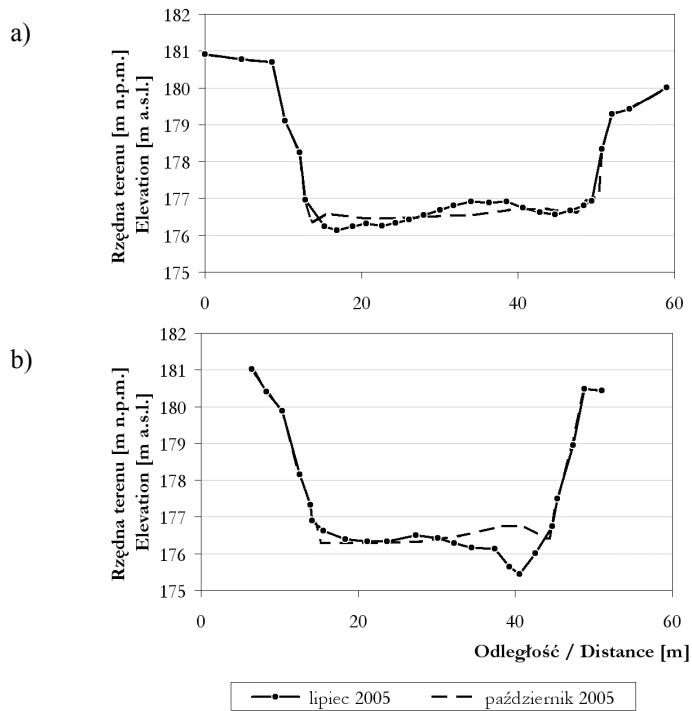 a)
Rzędna terenu [m n.p.m.]
Elevation [m a.s.l.]
182
181
180
179
178
177
176
175
0 20 40 60
b)
Rzędna terenu [m n.p.m.]
Elevation [m a.s.l.]
182
181
180
179
178
177
176
175
0 20 40 60
Odległość / Distance [m]
lipiec 2005 październik 2005